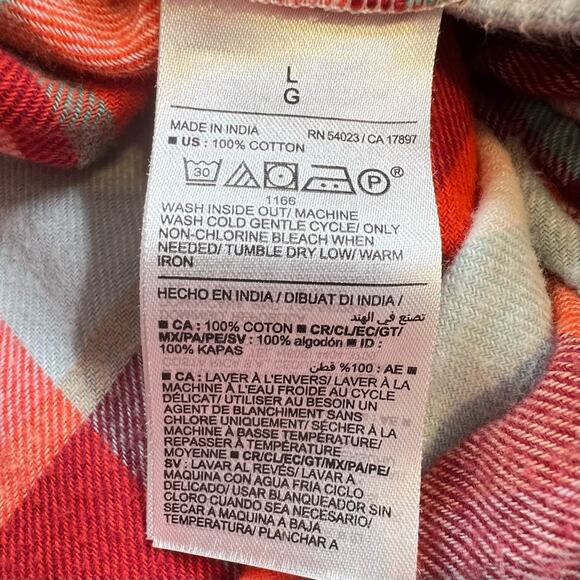 L
G
MADE IN INDIA RN 54023 / CA 17897
■ US : 100% COTTON
30 P ®
1166
WASH INSIDE OUT/ MACHINE
WASH COLD GENTLE CYCLE/ ONLY
NON-CHLORINE BLEACH WHEN
NEEDED/ TUMBLE DRY LOW/ WARM
IRON
HECHO EN INDIA / DIBUAT DI INDIA /
تصنع في الهند
■ CA : 100% COTON ■ CR/CL/EC/GT/
MX/PA/PE/SV : 100% algodón ■ ID :
100% KAPAS
■ AE : 100% قطن
■ CA : LAVER À L'ENVERS/ LAVER À LA
MACHINE À L'EAU FROIDE AU CYCLE
DÉLICAT/ UTILISER AU BESOIN UN
AGENT DE BLANCHIMENT SANS
CHLORE UNIQUEMENT/ SÉCHER À LA
MACHINE À BASSE TEMPÉRATURE/
REPASSER À TEMPÉRATURE
MOYENNE ■ CR/CL/EC/GT/MX/PA/PE/
SV : LAVAR AL REVÉS/ LAVAR A
MAQUINA CON AGUA FRIA CICLO
DELICADO/ USAR BLANQUEADOR SIN
CLORO CUANDO SEA NECESARIO/
SECAR A MAQUINA A BAJA
TEMPERATURA/ PLANCHAR A